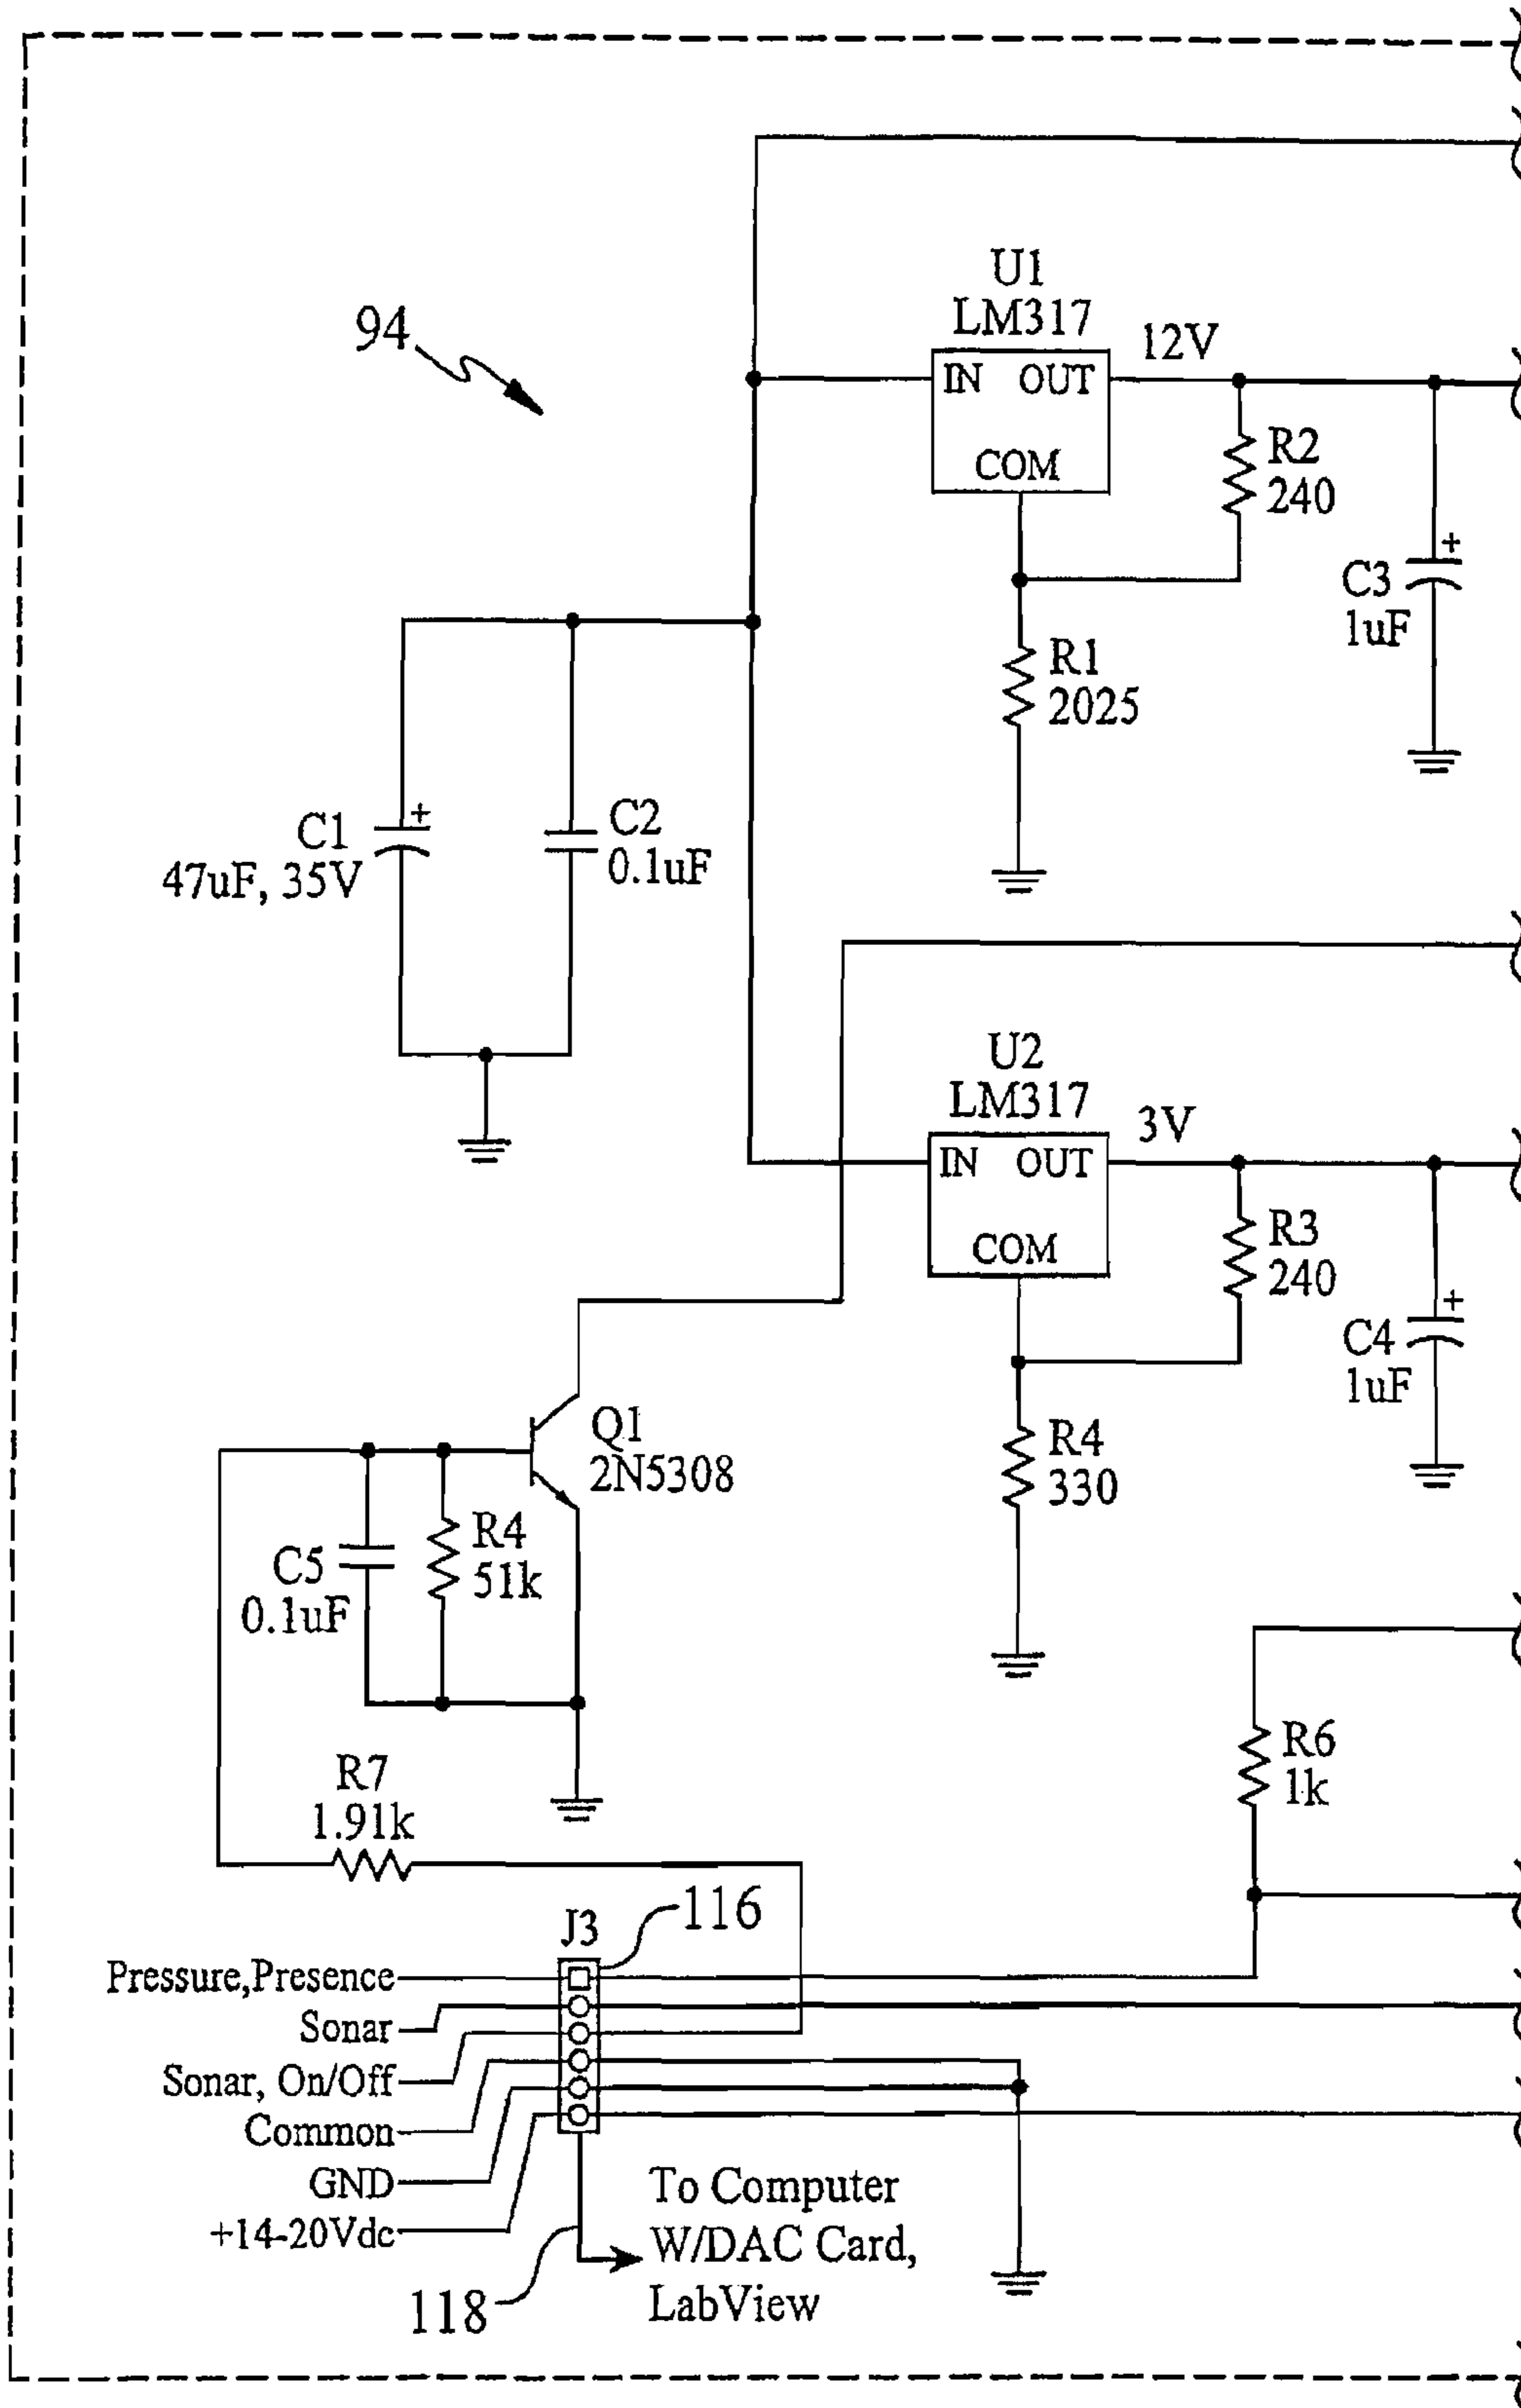 94
U1
LM317
12V
IN OUT
COM
R2
240
C3
+
1uF
R1
2025
C1
+
47uF, 35V
C2
0.1uF
U2
LM317
3V
IN OUT
COM
R3
240
C4
+
1uF
R4
330
Q1
2N5308
C5
0.1uF
R4
51k
R6
1k
R7
1.91k
J3
116
Pressure,Presence
Sonar
Sonar, On/Off
Common
GND
+14-20Vdc
118
To Computer
W/DAC Card,
LabView